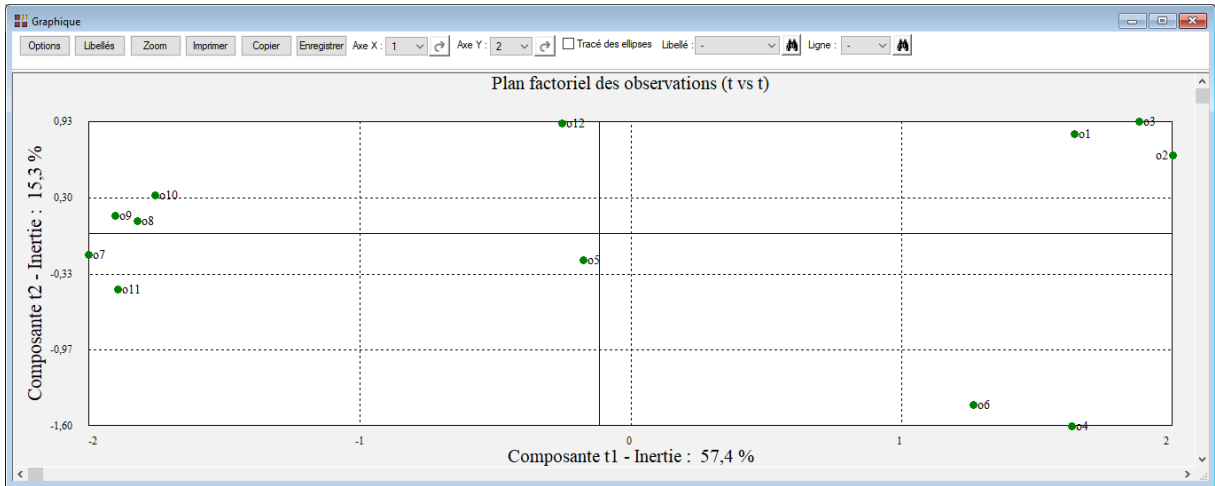 Graphique
Options Libellés Zoom Imprimer Copier Enregistrer Axe X : 1 Axe Y : 2 Tracé des ellipses Libellé : - Ligne : -
Plan factoriel des observations (t vs t)
0,93
o12
o3
o1
o2
0,30
o10
o9
o8
o7
o5
-0,33
o11
-0,97
o6
-1,60
o4
-2 -1 0 1 2
Composante t2 - Inertie : 15,3 %
Composante t1 - Inertie : 57,4 %